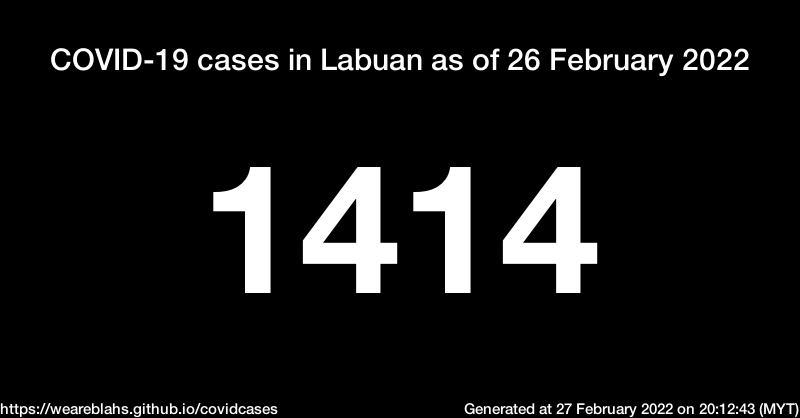 COVID-19 cases in Labuan as of 26 February 2022
1414
https://weareblahs.github.io/covidcases
Generated at 27 February 2022 on 20:12:43 (MYT)